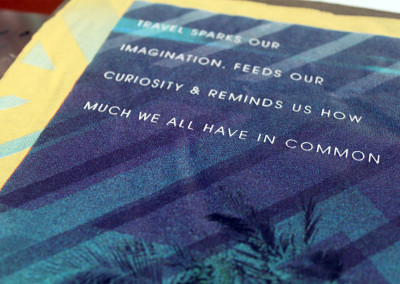 TRAVEL SPARKS OUR
IMAGINATION, FEEDS OUR
CURIOSITY & REMINDS US HOW
MUCH WE ALL HAVE IN COMMON